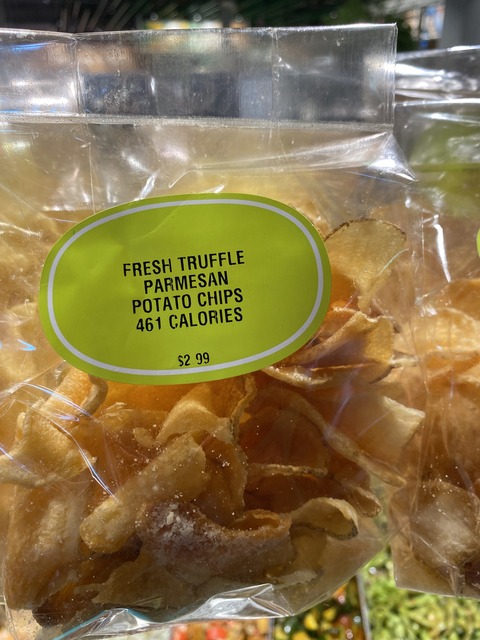 FRESH TRUFFLE
PARMESAN
POTATO CHIPS
461 CALORIES
$2 99